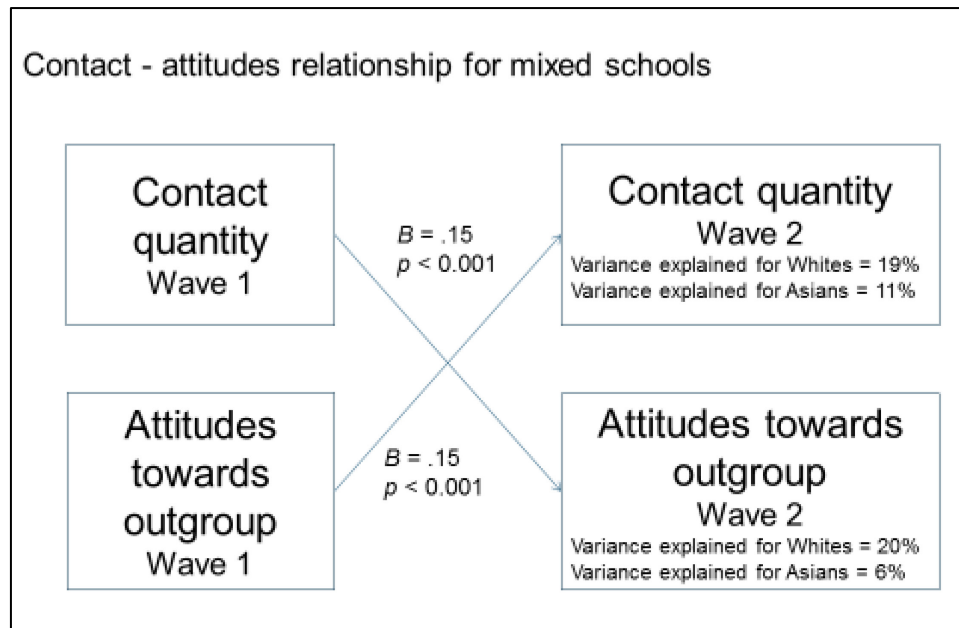 Contact - attitudes relationship for mixed schools
Contact
quantity
Wave 1
B = .15
p < 0.001
Contact quantity
Wave 2
Variance explained for Whites = 19%
Variance explained for Asians = 11%
Attitudes
towards
outgroup
Wave 1
B = .15
p < 0.001
Attitudes towards
outgroup
Wave 2
Variance explained for Whites = 20%
Variance explained for Asians = 6%